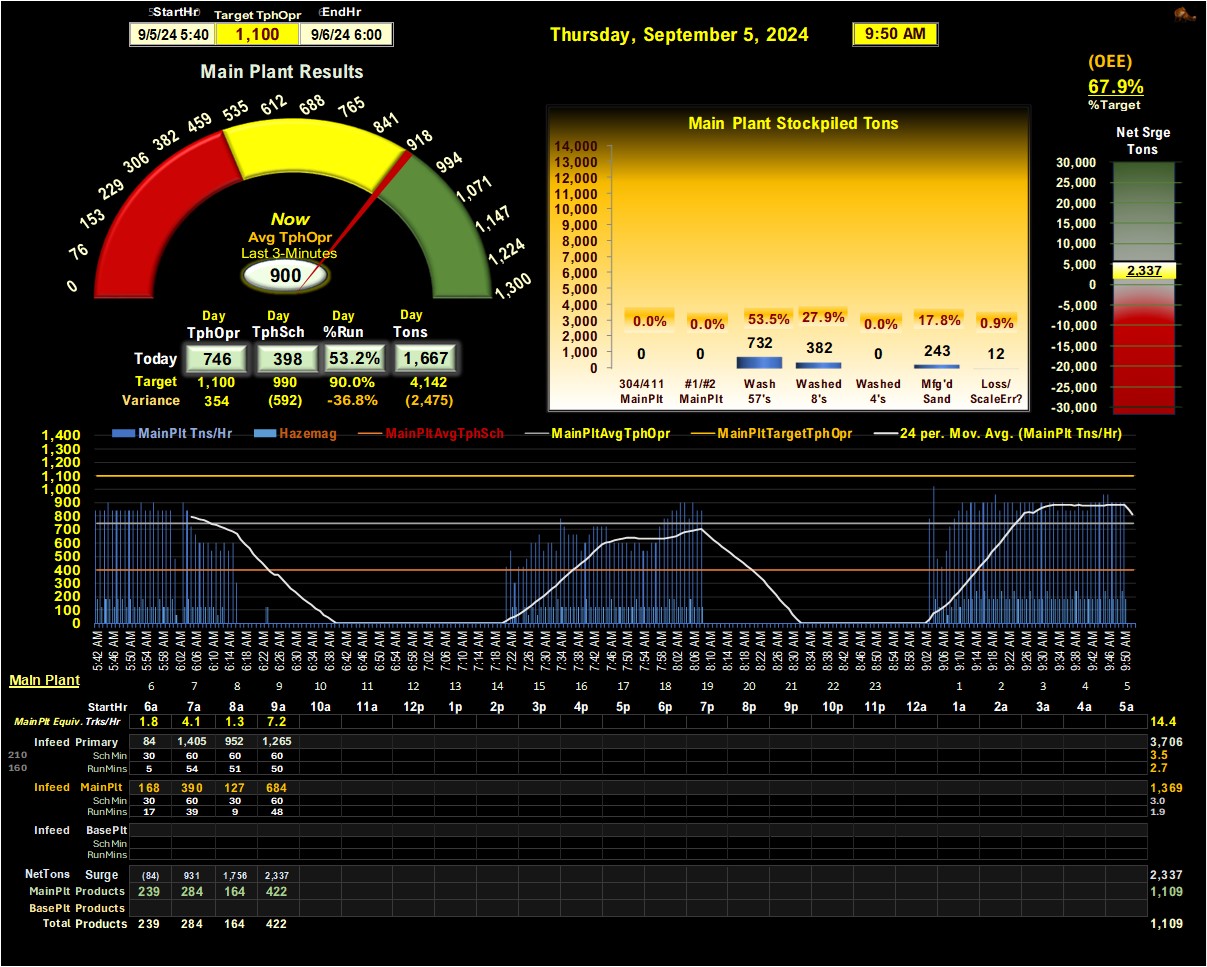 StartHr Target TphOpr EndHr
9/5/24 5:40 1,100 9/6/24 6:00
Thursday, September 5, 2024 9:50 AM
Main Plant Results
(OEE)
67.9%
%Target
0 76 153 229 306 382 459 535 612 688 765 841 918 994 1,071 1,147 1,224 1,300
Now
Avg TphOpr
Last 3-Minutes
900
Day Day Day Day
TphOpr TphSch %Run Tons
Today 746 398 53.2% 1,667
Target 1,100 990 90.0% 4,142
Variance 354 (592) -36.8% (2,475)
Main Plant Stockpiled Tons
14,000
13,000
12,000
11,000
10,000
9,000
8,000
7,000
6,000
5,000
4,000
3,000
2,000
1,000
0
0.0% 0.0% 53.5% 27.9% 0.0% 17.8% 0.9%
0 0 732 382 0 243 12
304/411 #1/#2 Wash Washed Washed Mfg'd Loss/
MainPlt MainPlt 57's 8's 4's Sand ScaleErr?
Net Srge
Tons
30,000
25,000
20,000
15,000
10,000
5,000
2,337
0
-5,000
-10,000
-15,000
-20,000
-25,000
-30,000
MainPlt Tns/Hr Hazemag MainPltAvgTphSch MainPltAvgTphOpr MainPltTargetTphOpr 24 per. Mov. Avg. (MainPlt Tns/Hr)
1,400
1,300
1,200
1,100
1,000
900
800
700
600
500
400
300
200
100
0
5:42 AM 5:46 AM 5:50 AM 5:54 AM 5:58 AM 6:02 AM 6:06 AM 6:10 AM 6:14 AM 6:18 AM 6:22 AM 6:26 AM 6:30 AM 6:34 AM 6:38 AM 6:42 AM 6:46 AM 6:50 AM 6:54 AM 6:58 AM 7:02 AM 7:06 AM 7:10 AM 7:14 AM 7:18 AM 7:22 AM 7:26 AM 7:30 AM 7:34 AM 7:38 AM 7:42 AM 7:46 AM 7:50 AM 7:54 AM 7:58 AM 8:02 AM 8:06 AM 8:10 AM 8:14 AM 8:18 AM 8:22 AM 8:26 AM 8:30 AM 8:34 AM 8:38 AM 8:42 AM 8:46 AM 8:50 AM 8:54 AM 8:58 AM 9:02 AM 9:06 AM 9:10 AM 9:14 AM 9:18 AM 9:22 AM 9:26 AM 9:30 AM 9:34 AM 9:38 AM 9:42 AM 9:46 AM 9:50 AM
Main Plant
6 7 8 9 10 11 12 13 14 15 16 17 18 19 20 21 22 23 1 2 3 4 5
StartHr 6a 7a 8a 9a 10a 11a 12p 1p 2p 3p 4p 5p 6p 7p 8p 9p 10p 11p 12a 1a 2a 3a 4a 5a
MainPlt Equiv. Trks/Hr 1.8 4.1 1.3 7.2 14.4
Infeed Primary 84 1,405 952 1,265 3,706
210 Sch Min 30 60 60 60 3.5
160 RunMins 5 54 51 50 2.7
Infeed MainPlt 168 390 127 684 1,369
Sch Min 30 60 30 60 3.0
RunMins 17 39 9 48 1.9
Infeed BasePlt
Sch Min
RunMins
NetTons Surge (84) 931 1,756 2,337 2,337
MainPlt Products 239 284 164 422 1,109
BasePlt Products
Total Products 239 284 164 422 1,109